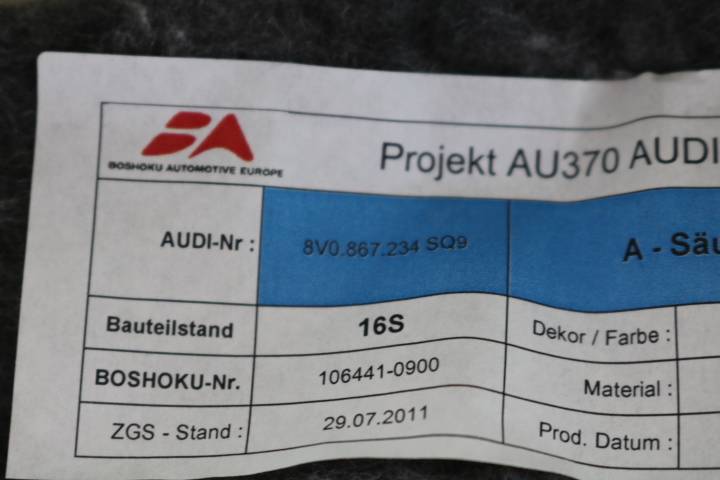 BOSHOKU AUTOMOTIVE EUROPE
Projekt AU370 AUDI
AUDI-Nr : 8V0.867.234 SQ9 A - Säu
Bauteilstand 16S Dekor / Farbe :
BOSHOKU-Nr. 106441-0900 Material :
ZGS - Stand : 29.07.2011 Prod. Datum :